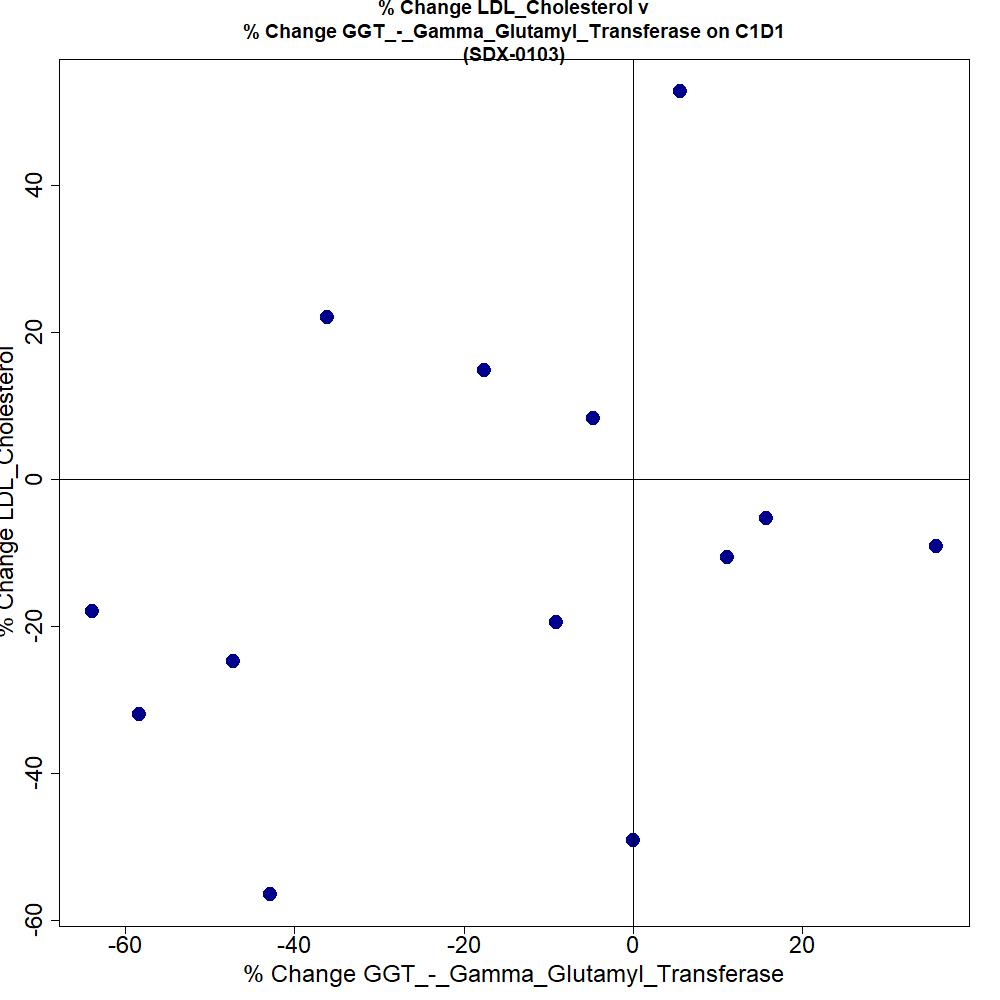 % Change LDL_Cholesterol v
% Change GGT_-_Gamma_Glutamyl_Transferase on C1D1
(SDX-0103)
% Change LDL_Cholesterol
40
20
0
-20
-40
-60
-60
-40
-20
0
20
% Change GGT_-_Gamma_Glutamyl_Transferase